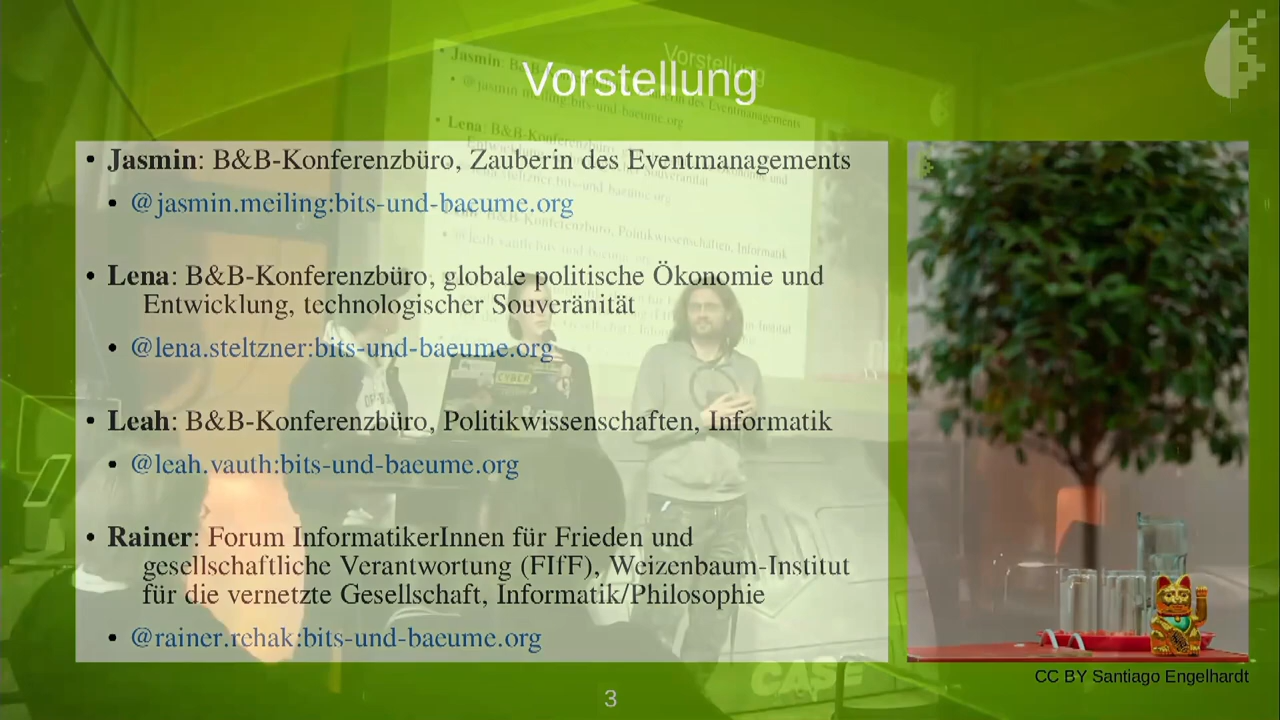 Vorstellung
• Jasmin: B&B-Konferenzbüro, Zauberin des Eventmanagements
• @jasmin.meiling:bits-und-baeume.org
• Lena: B&B-Konferenzbüro, globale politische Ökonomie und
Entwicklung, technologischer Souveränität
• @lena.steltzner:bits-und-baeume.org
• Leah: B&B-Konferenzbüro, Politikwissenschaften, Informatik
• @leah.vauth:bits-und-baeume.org
• Rainer: Forum InformatikerInnen für Frieden und
gesellschaftliche Verantwortung (FIfF), Weizenbaum-Institut
für die vernetzte Gesellschaft, Informatik/Philosophie
• @rainer.rehak:bits-und-baeume.org
CC BY Santiago Engelhardt
3
Vorstellung
CYBER
CASE